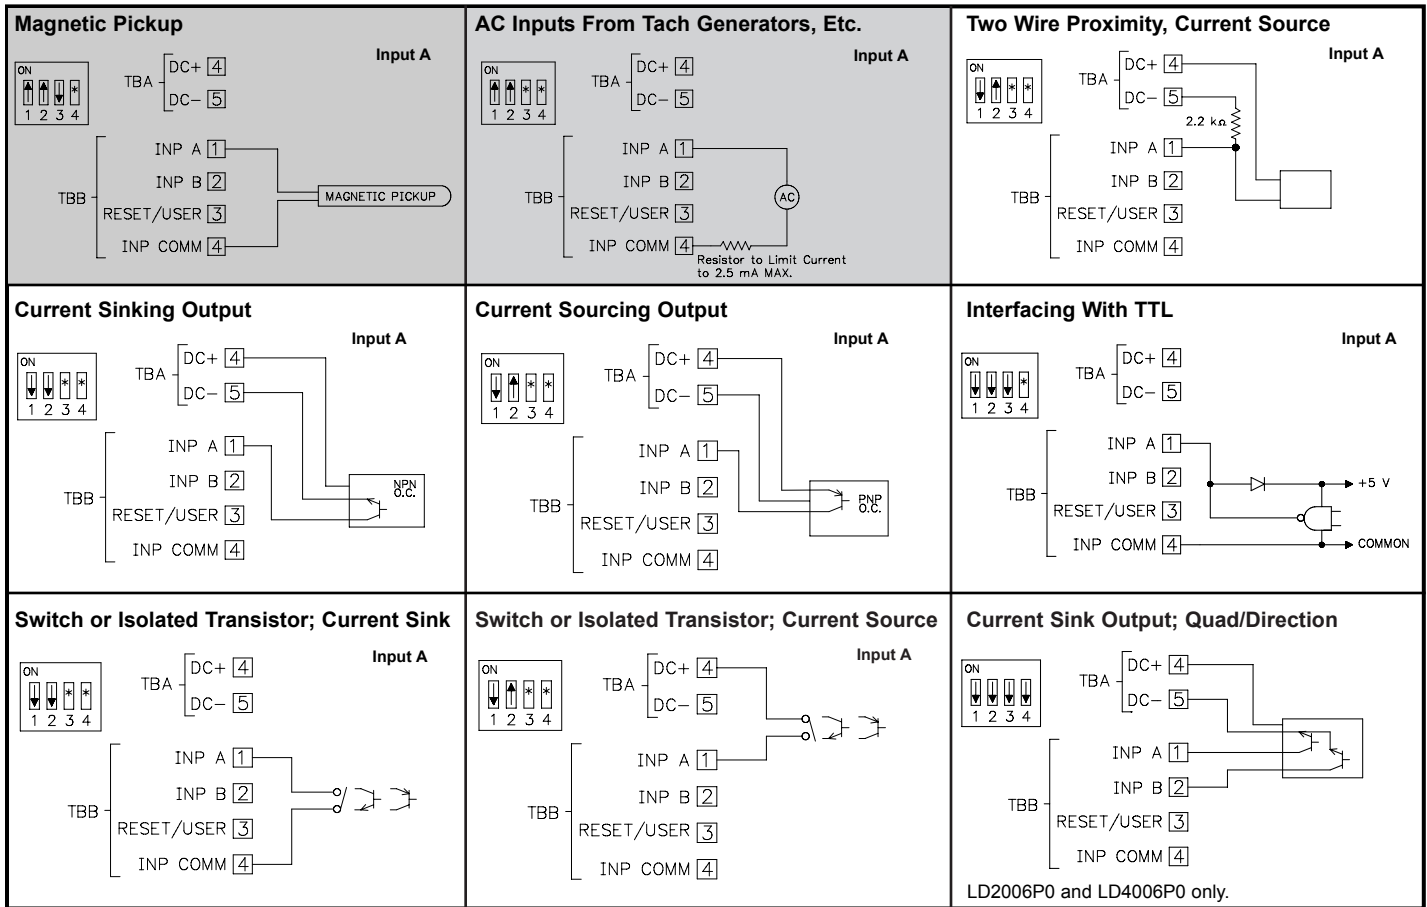 Magnetic Pickup
Input A
ON
1 2 3 4
*
TBA
DC+ 4
DC- 5
TBB
INP A 1
INP B 2
RESET/USER 3
INP COMM 4
MAGNETIC PICKUP
AC Inputs From Tach Generators, Etc.
Input A
ON
* *
1 2 3 4
TBA
DC+ 4
DC- 5
TBB
INP A 1
INP B 2
RESET/USER 3
INP COMM 4
AC
Resistor to Limit Current
to 2.5 mA MAX.
Two Wire Proximity, Current Source
Input A
ON
* *
1 2 3 4
TBA
DC+ 4
DC- 5
2.2 kΩ
TBB
INP A 1
INP B 2
RESET/USER 3
INP COMM 4
Current Sinking Output
Input A
ON
* *
1 2 3 4
TBA
DC+ 4
DC- 5
TBB
INP A 1
INP B 2
RESET/USER 3
INP COMM 4
NPN
O.C.
Current Sourcing Output
Input A
ON
* *
1 2 3 4
TBA
DC+ 4
DC- 5
TBB
INP A 1
INP B 2
RESET/USER 3
INP COMM 4
PNP
O.C.
Interfacing With TTL
Input A
ON
*
1 2 3 4
TBA
DC+ 4
DC- 5
TBB
INP A 1
INP B 2
RESET/USER 3
INP COMM 4
+5 V
COMMON
Switch or Isolated Transistor; Current Sink
Input A
ON
* *
1 2 3 4
TBA
DC+ 4
DC- 5
TBB
INP A 1
INP B 2
RESET/USER 3
INP COMM 4
Switch or Isolated Transistor; Current Source
Input A
ON
* *
1 2 3 4
TBA
DC+ 4
DC- 5
TBB
INP A 1
INP B 2
RESET/USER 3
INP COMM 4
Current Sink Output; Quad/Direction
ON
1 2 3 4
TBA
DC+ 4
DC- 5
TBB
INP A 1
INP B 2
RESET/USER 3
INP COMM 4
LD2006P0 and LD4006P0 only.